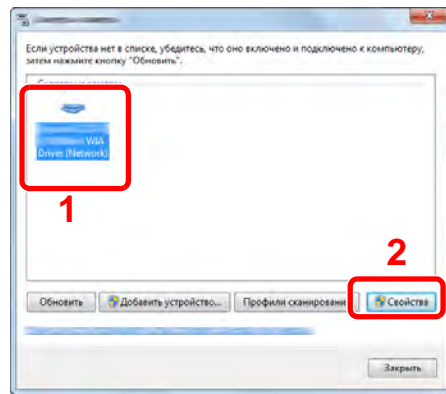 Если устройства нет в списке, убедитесь, что оно включено и подключено к компьютеру,
затем нажмите кнопку "Обновить".
WIA
Driver (Network)
1
2
Обновить
Добавить устройство...
Профили сканировани
Свойства
Закрыть